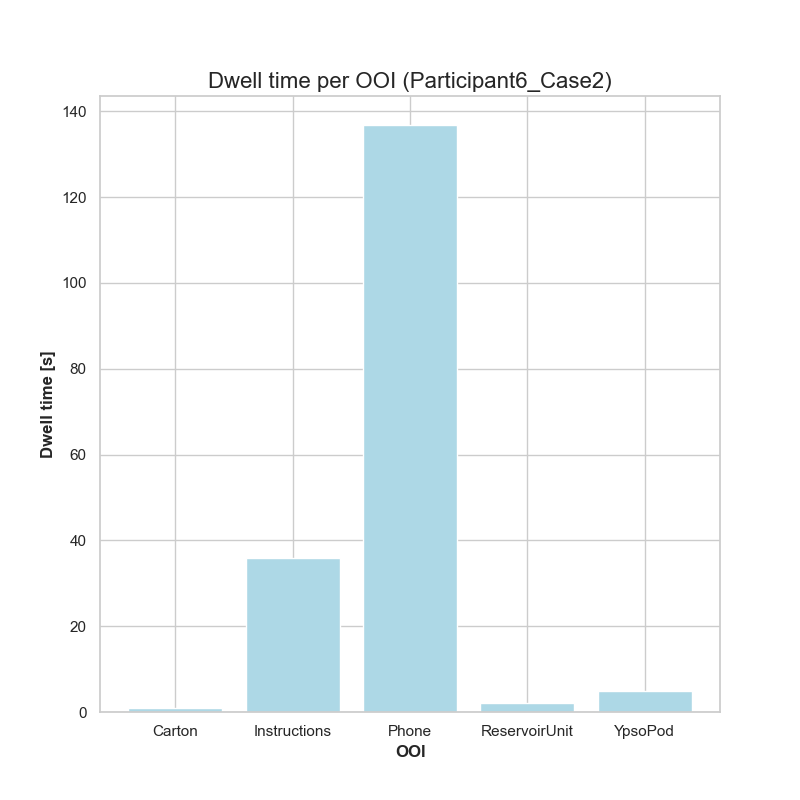 Dwell time per OOI (Participant6_Case2)
140
120
100
80
60
40
20
0
Dwell time [s]
Carton Instructions Phone ReservoirUnit YpsoPod
OOI